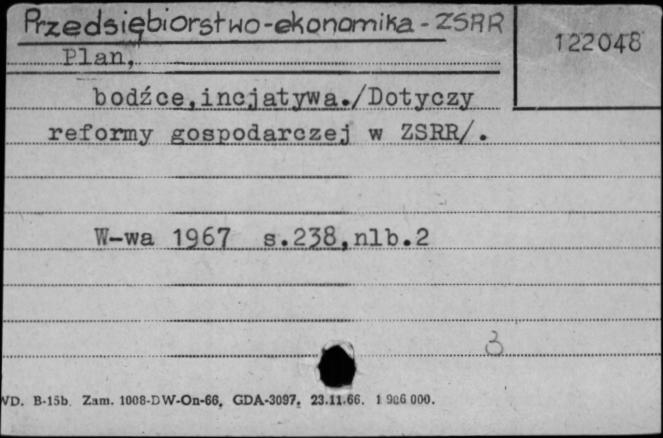 Przedsiębiorstwo-ekonomika - ZSRR
122048
Plan,
bodźce,incjatywa./Dotyczy
reformy gospodarczej w ZSRR/.
W-wa 1967 s.238,nlb.2
3
WD. B-15b. Zam. 1008-DW-On-66, GDA-3097, 23.11.66. 1 986 000.